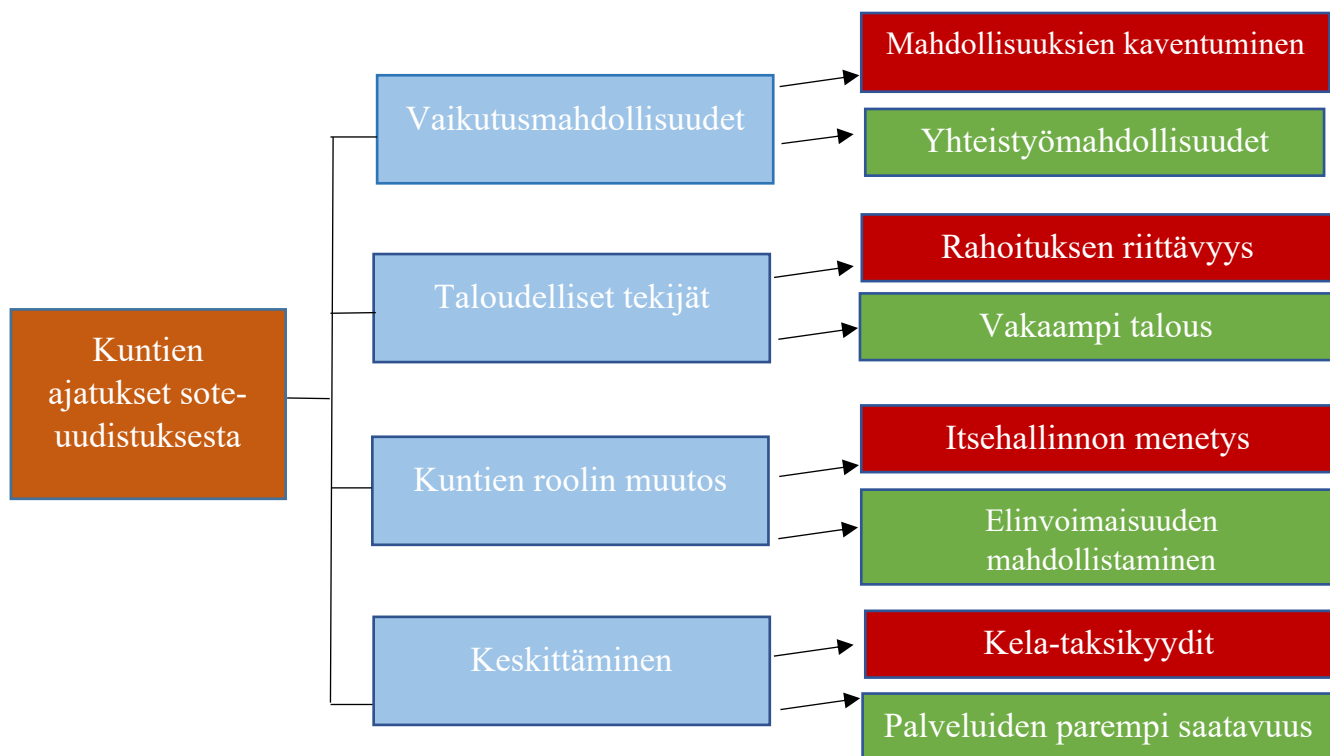 Kuntien
ajatukset sote-
uudistuksesta
Vaikutusmahdollisuudet
Mahdollisuuksien kaventuminen
Yhteistyömahdollisuudet
Taloudelliset tekijät
Rahoituksen riittävyys
Vakaampi talous
Kuntien roolin muutos
Itsehallinnon menetys
Elinvoimaisuuden
mahdollistaminen
Keskittäminen
Kela-taksikyydit
Palveluiden parempi saatavuus